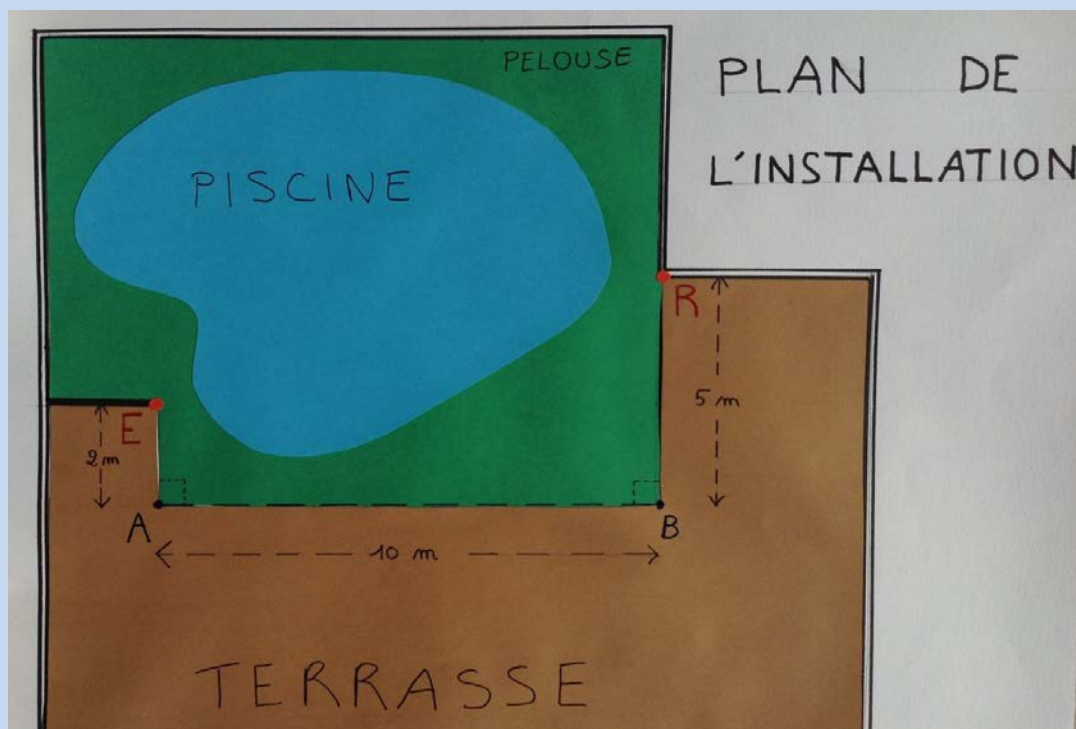 PELOUSE
PLAN DE
L'INSTALLATION
PISCINE
R
5 m
E
2 m
A
B
10 m
TERRASSE